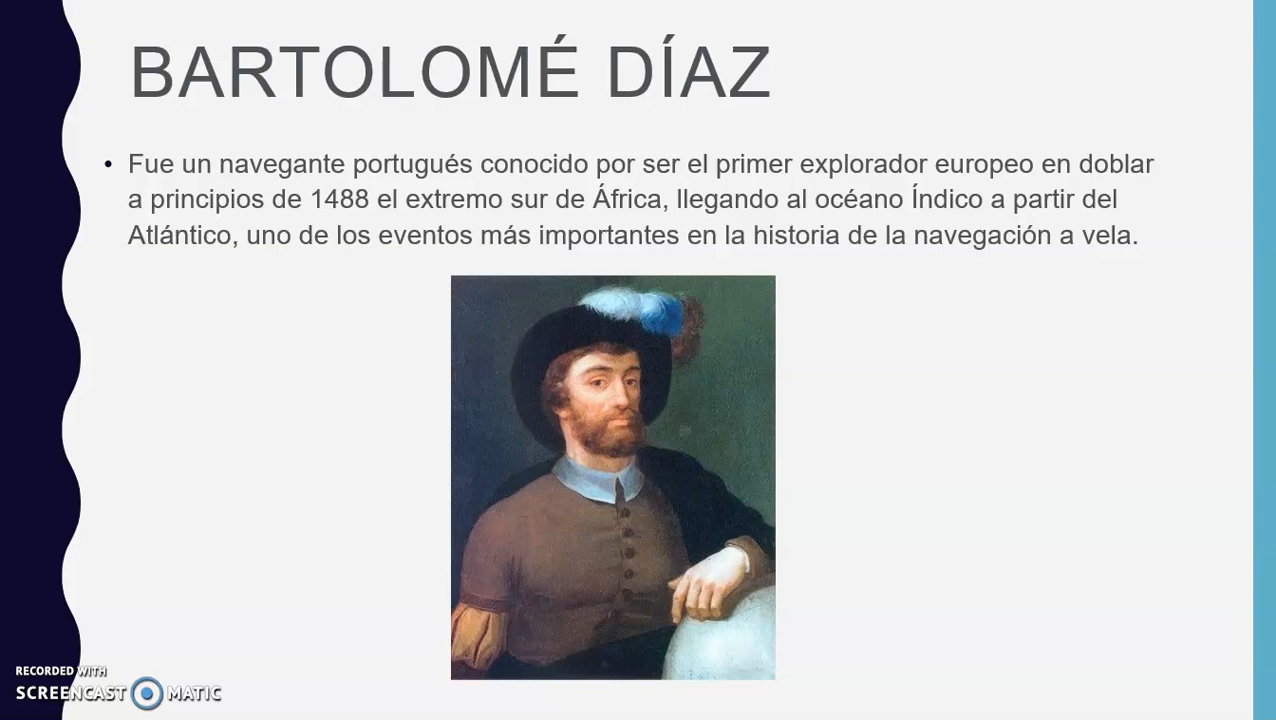 BARTOLOMÉ DÍAZ
• Fue un navegante portugués conocido por ser el primer explorador europeo en doblar
a principios de 1488 el extremo sur de África, llegando al océano Índico a partir del
Atlántico, uno de los eventos más importantes en la historia de la navegación a vela.
RECORDED WITH
SCREENCAST MATIC